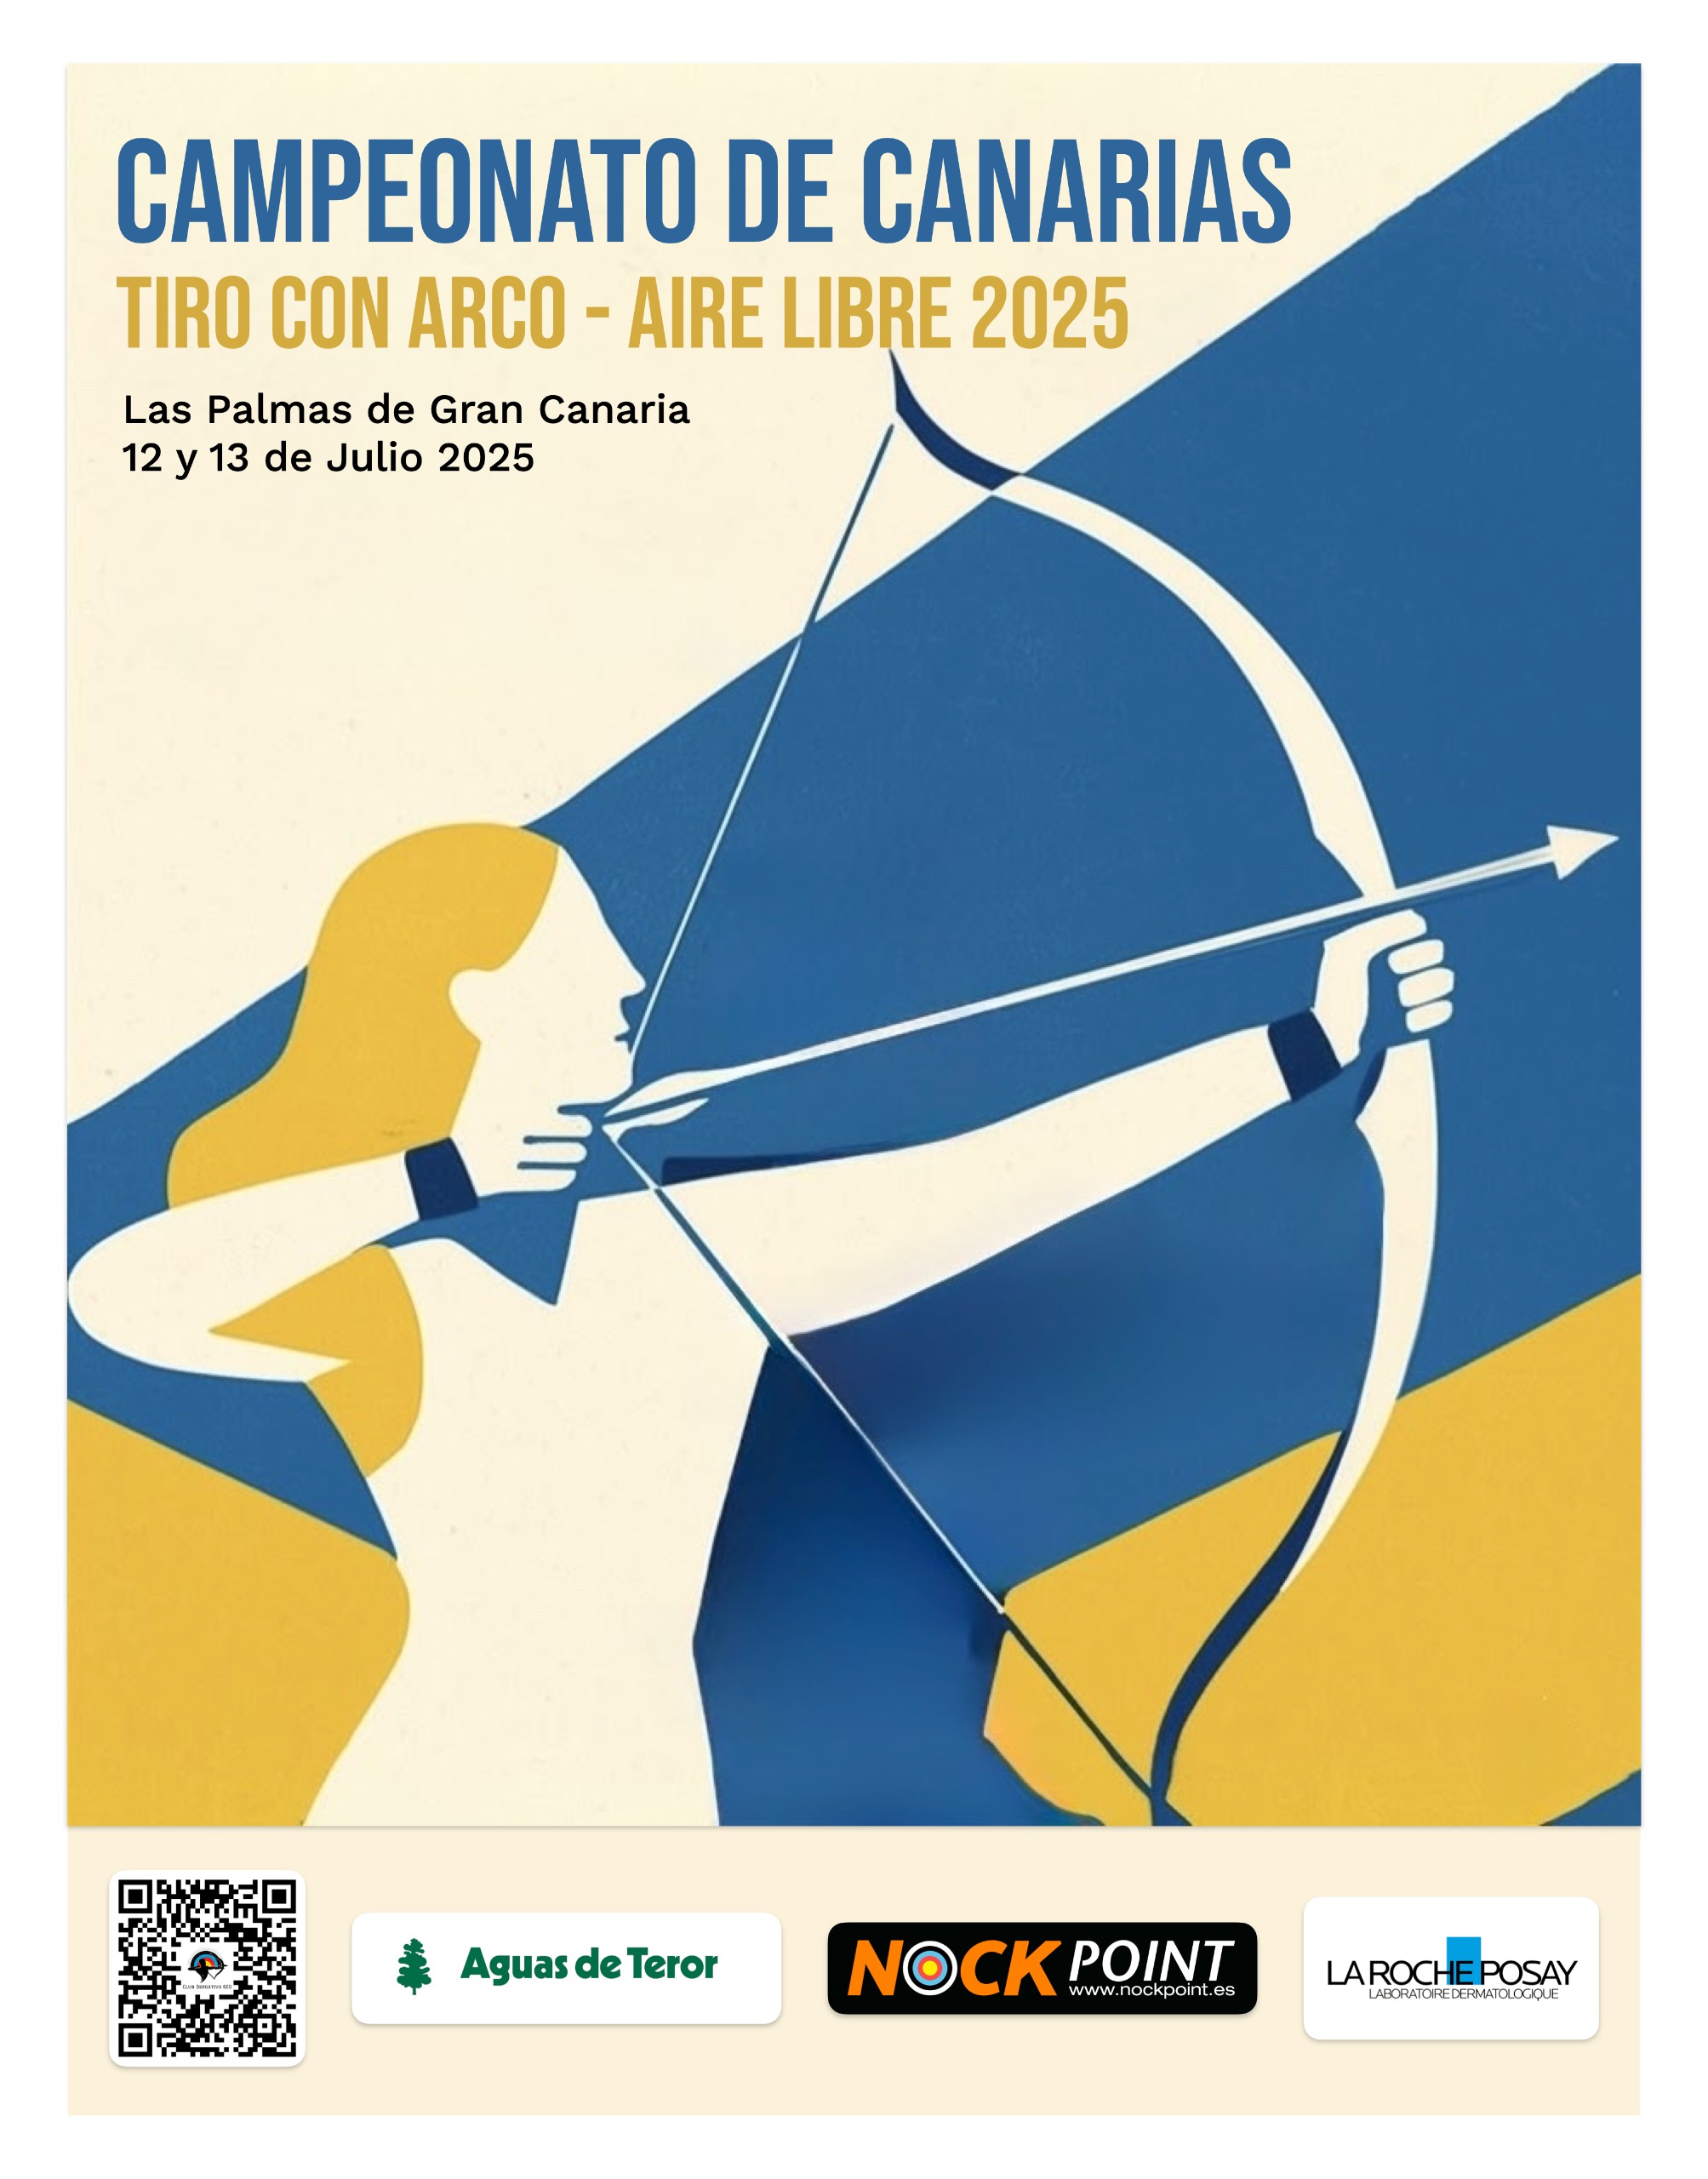 CAMPEONATO DE CANARIAS
TIRO CON ARCO - AIRE LIBRE 2025
Las Palmas de Gran Canaria
12 y 13 de Julio 2025
Aguas de Teror
NOCK POINT
www.nockpoint.es
LA ROCHE POSAY
LABORATOIRE DERMATOLOGIQUE